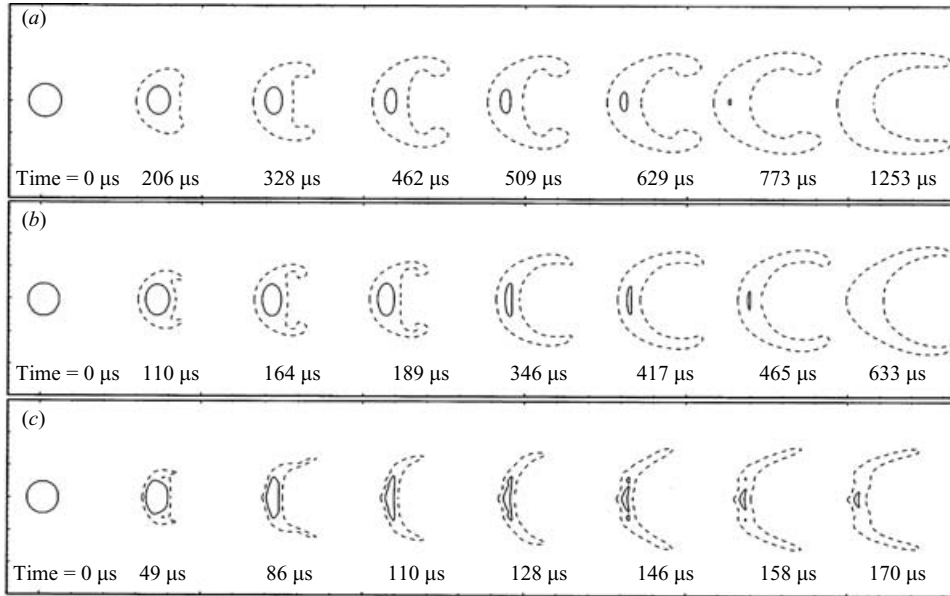 (a)
Time = 0 μs 206 μs 328 μs 462 μs 509 μs 629 μs 773 μs 1253 μs
(b)
Time = 0 μs 110 μs 164 μs 189 μs 346 μs 417 μs 465 μs 633 μs
(c)
Time = 0 μs 49 μs 86 μs 110 μs 128 μs 146 μs 158 μs 170 μs